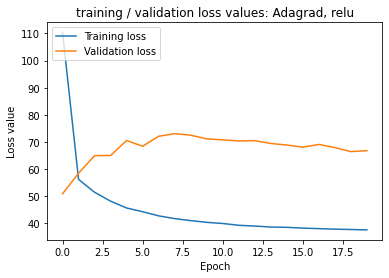 training / validation loss values: Adagrad, relu
Training loss
Validation loss
Loss value
110
100
90
80
70
60
50
40
0.0 2.5 5.0 7.5 10.0 12.5 15.0 17.5
Epoch